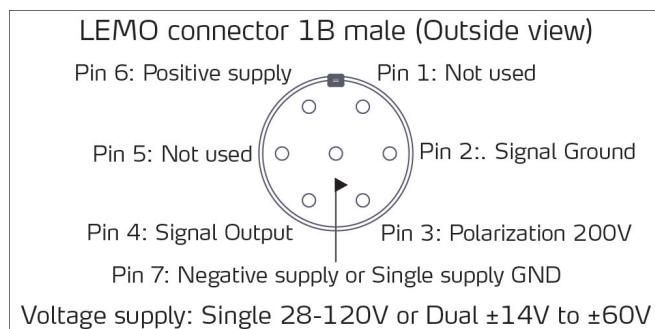 LEMO connector 1B male (Outside view)
Pin 6: Positive supply
Pin 1: Not used
Pin 5: Not used
Pin 2:. Signal Ground
Pin 4: Signal Output
Pin 3: Polarization 200V
Pin 7: Negative supply or Single supply GND
Voltage supply: Single 28-120V or Dual ±14V to ±60V